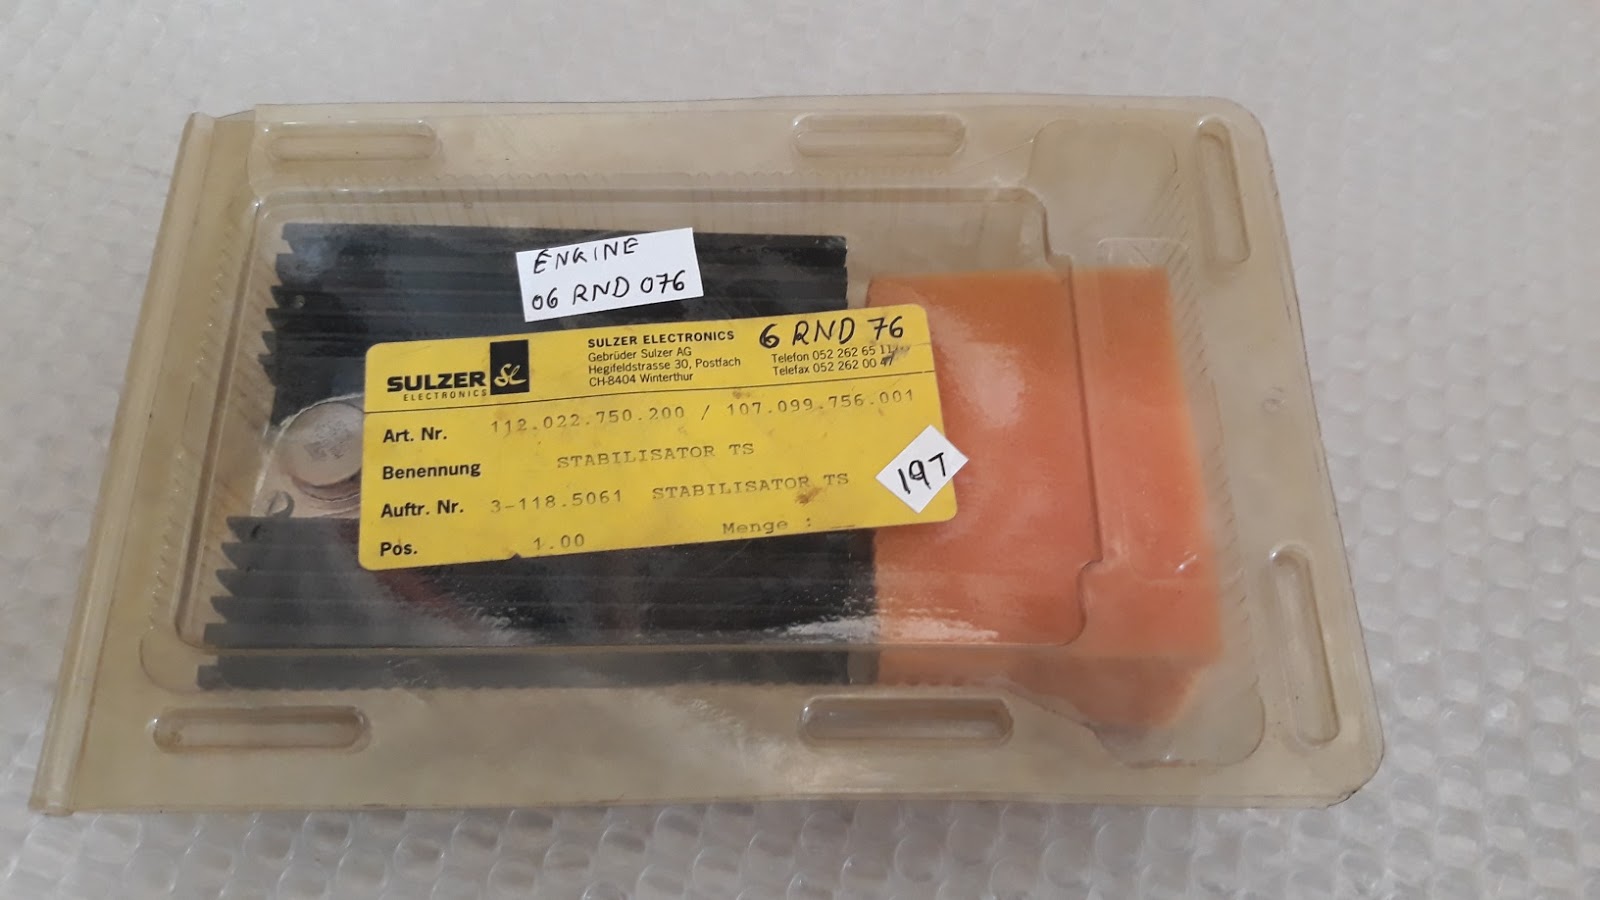 ENGINE
06 RND 076
SULZER
ELECTRONICS
SULZER ELECTRONICS
Gebrüder Sulzer AG
Hegifeldstrasse 30, Postfach
CH-8404 Winterthur
6 RND 76
Telefon 052 262 65 11
Telefax 052 262 00 47
Art. Nr. 112.022.750.200 / 107.099.756.001
Benennung STABILISATOR TS
Auftr. Nr. 3-118.5061 STABILISATOR TS
Pos. 1.00 Menge : __
19T